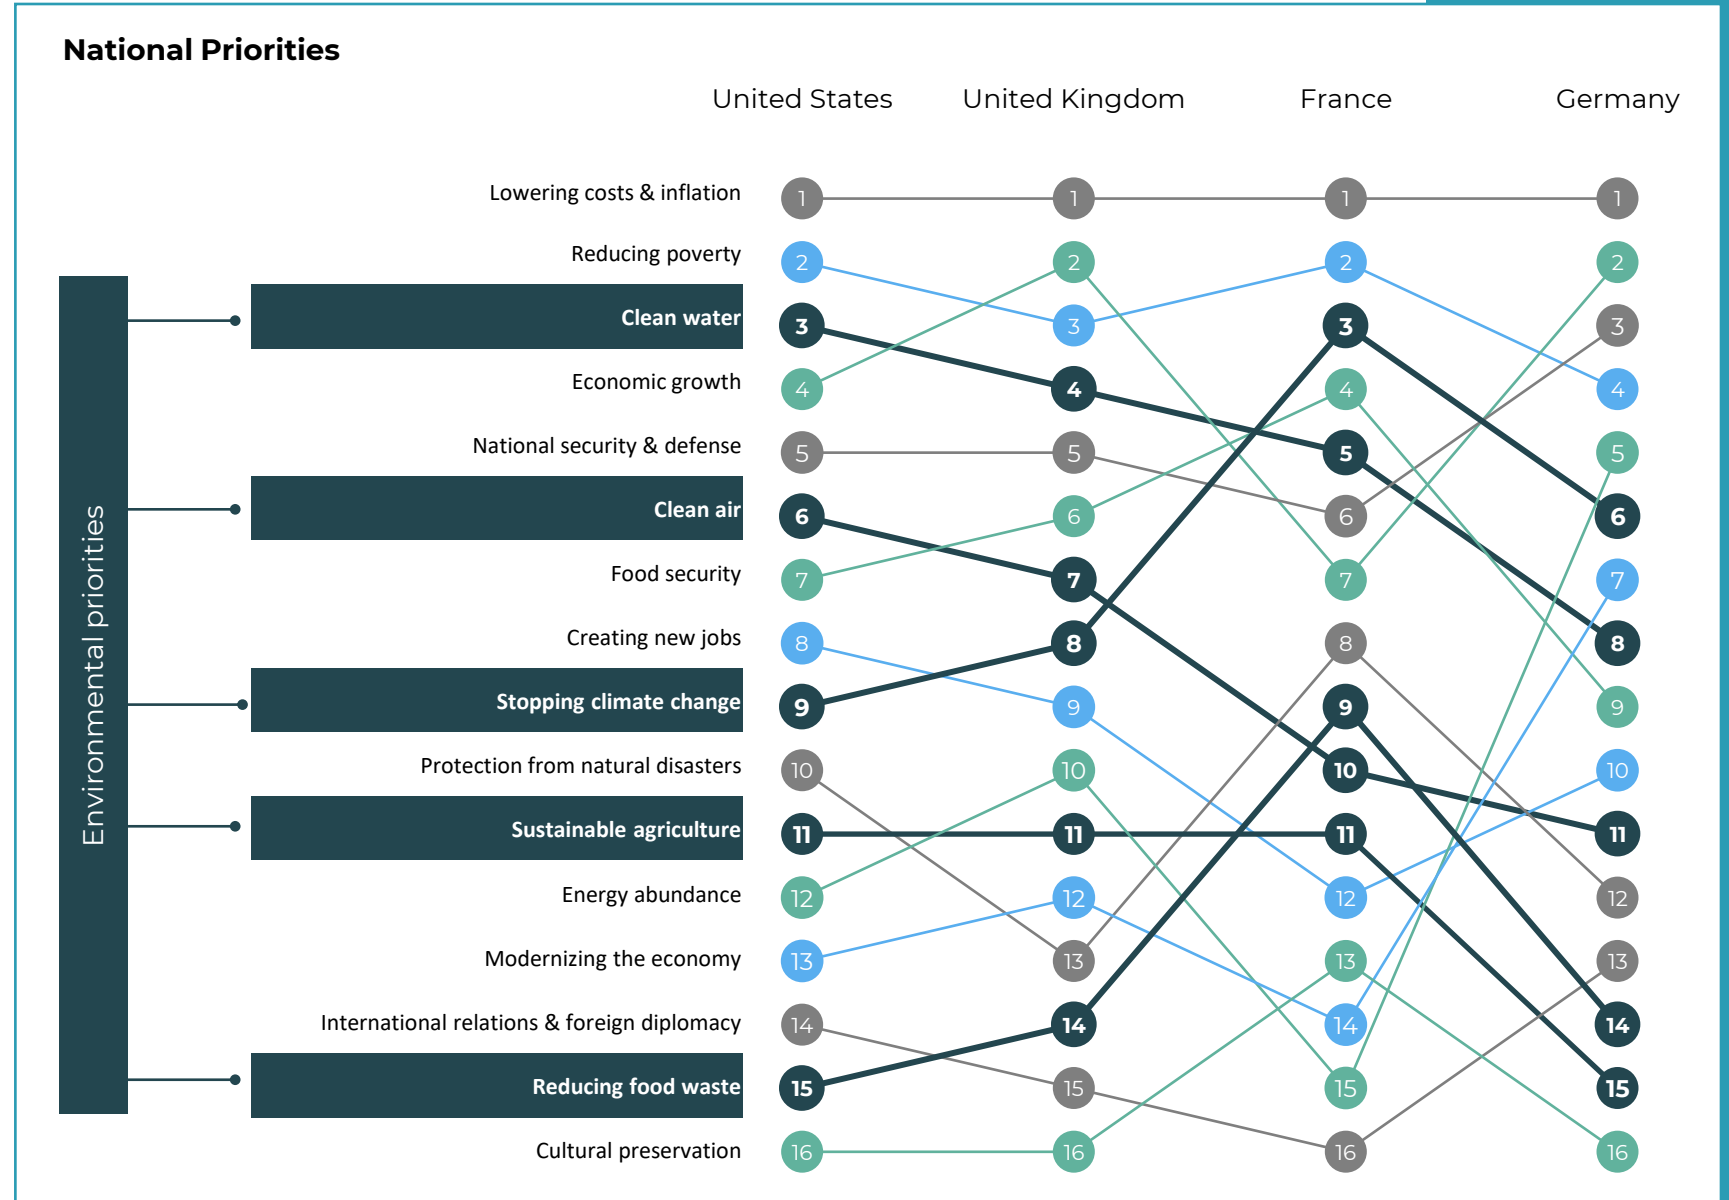 National Priorities
United States United Kingdom France Germany
Lowering costs & inflation 1 1 1 1
Reducing poverty 2 2 2 2
Clean water 3 3 3 3
Economic growth 4 4 4 4
National security & defense 5 5 5 5
Clean air 6 6 6 6
Food security 7 7 7 7
Creating new jobs 8 8 8 8
Stopping climate change 9 9 9 9
Protection from natural disasters 10 10 10 10
Sustainable agriculture 11 11 11 11
Energy abundance 12 12 12 12
Modernizing the economy 13 13 13 13
International relations & foreign diplomacy 14 14 14 14
Reducing food waste 15 15 15 15
Cultural preservation 16 16 16 16
Environmental priorities